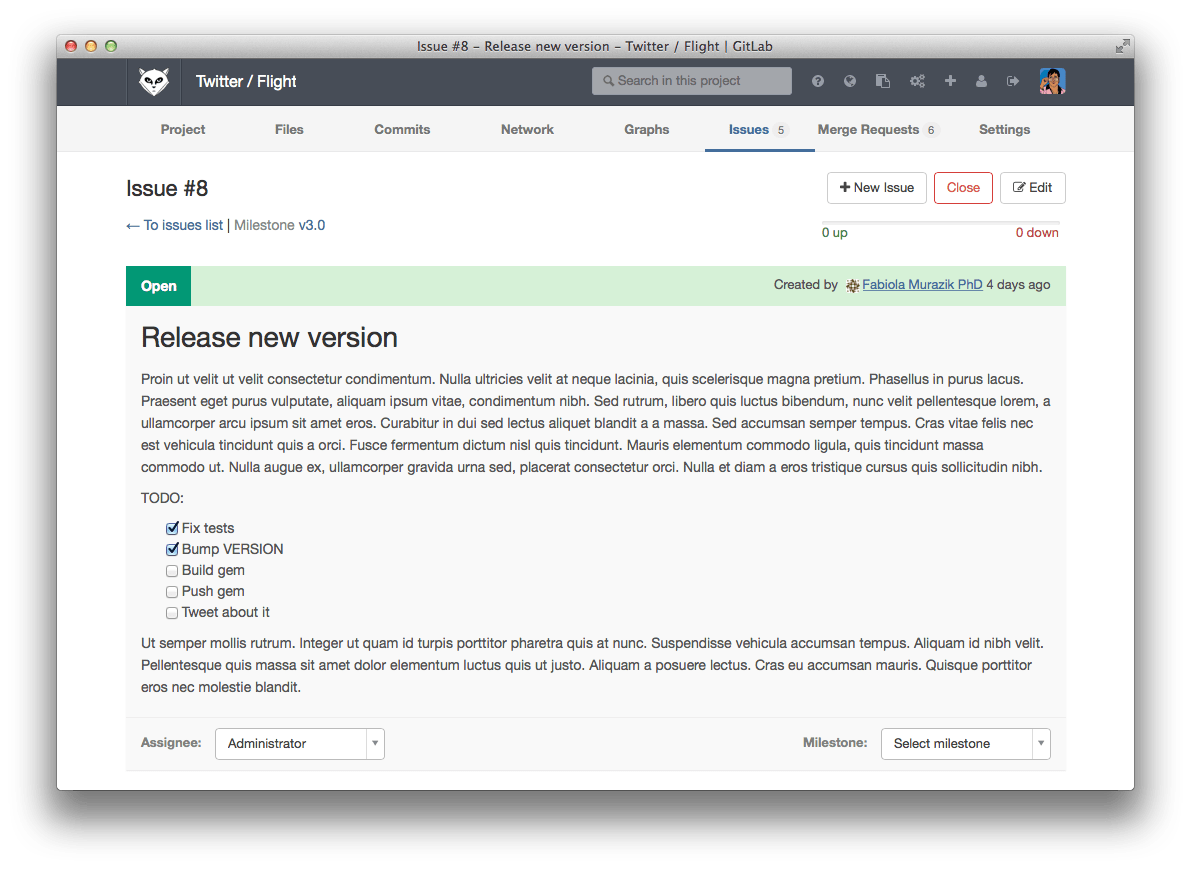 Issue #8 – Release new version – Twitter / Flight | GitLab
Twitter / Flight
Search in this project
Project Files Commits Network Graphs Issues 5 Merge Requests 6 Settings
Issue #8
New Issue Close Edit
← To issues list | Milestone v3.0
0 up 0 down
Open Created by Fabiola Murazik PhD 4 days ago
Release new version
Proin ut velit ut velit consectetur condimentum. Nulla ultricies velit at neque lacinia, quis scelerisque magna pretium. Phasellus in purus lacus.
Praesent eget purus vulputate, aliquam ipsum vitae, condimentum nibh. Sed rutrum, libero quis luctus bibendum, nunc velit pellentesque lorem, a
ullamcorper arcu ipsum sit amet eros. Curabitur in dui sed lectus aliquet blandit a a massa. Sed accumsan semper tempus. Cras vitae felis nec
est vehicula tincidunt quis a orci. Fusce fermentum dictum nisl quis tincidunt. Mauris elementum commodo ligula, quis tincidunt massa
commodo ut. Nulla augue ex, ullamcorper gravida urna sed, placerat consectetur orci. Nulla et diam a eros tristique cursus quis sollicitudin nibh.
TODO:
Fix tests
Bump VERSION
Build gem
Push gem
Tweet about it
Ut semper mollis rutrum. Integer ut quam id turpis porttitor pharetra quis at nunc. Suspendisse vehicula accumsan tempus. Aliquam id nibh velit.
Pellentesque quis massa sit amet dolor elementum luctus quis ut justo. Aliquam a posuere lectus. Cras eu accumsan mauris. Quisque porttitor
eros nec molestie blandit.
Assignee: Administrator Milestone: Select milestone